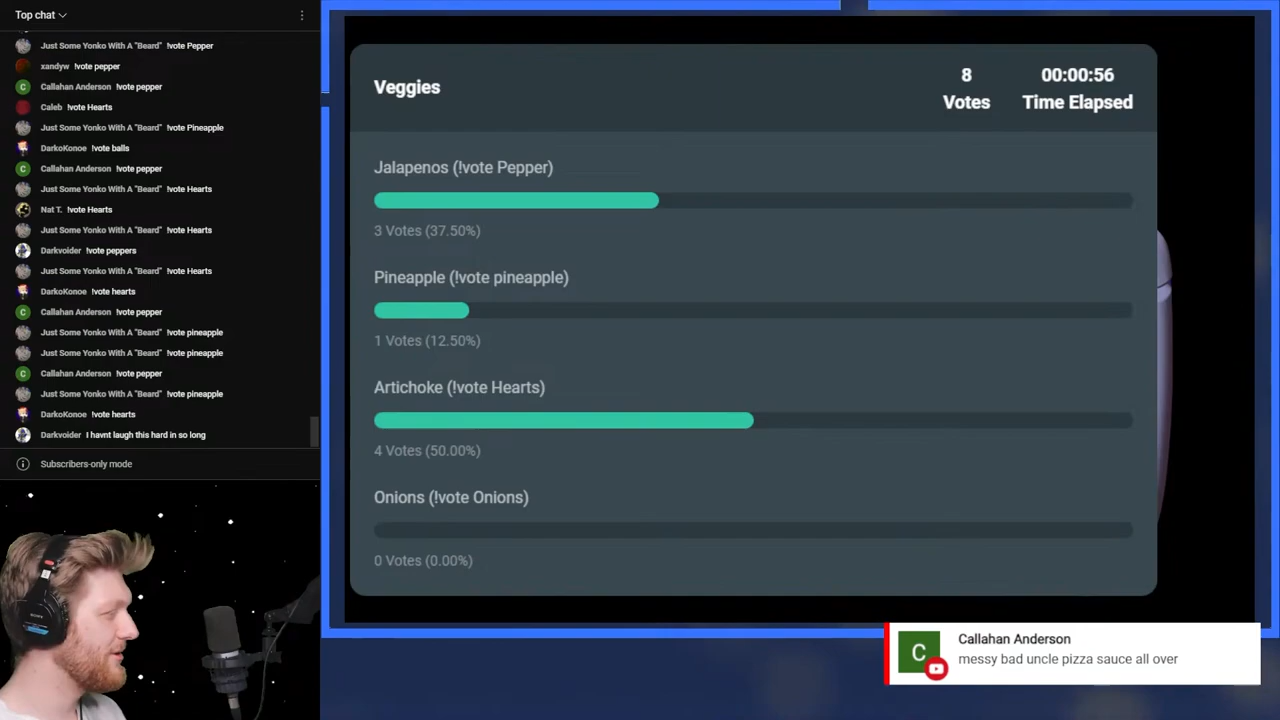 Top chat
Just Some Yonko With A "Beard" !vote Pepper
xandyw !vote pepper
C Callahan Anderson !vote pepper
Caleb !vote Hearts
Just Some Yonko With A "Beard" !vote Pineapple
DarkoKonoe !vote balls
C Callahan Anderson !vote pepper
Just Some Yonko With A "Beard" !vote Hearts
Nat T. !vote Hearts
Just Some Yonko With A "Beard" !vote Hearts
Darkvoider !vote peppers
Just Some Yonko With A "Beard" !vote Hearts
DarkoKonoe !vote hearts
C Callahan Anderson !vote pepper
Just Some Yonko With A "Beard" !vote pineapple
Just Some Yonko With A "Beard" !vote pineapple
C Callahan Anderson !vote pepper
Just Some Yonko With A "Beard" !vote pineapple
DarkoKonoe !vote hearts
Darkvoider I havnt laugh this hard in so long
Subscribers-only mode
Veggies
8
Votes
00:00:56
Time Elapsed
Jalapenos (!vote Pepper)
3 Votes (37.50%)
Pineapple (!vote pineapple)
1 Votes (12.50%)
Artichoke (!vote Hearts)
4 Votes (50.00%)
Onions (!vote Onions)
0 Votes (0.00%)
SONY
C
Callahan Anderson
messy bad uncle pizza sauce all over